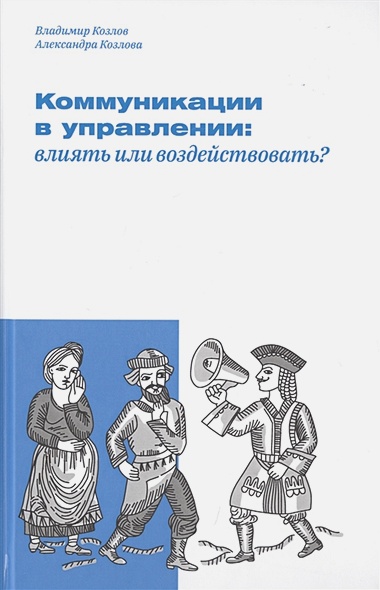 Владимир Козлов
Александра Козлова
Коммуникации
в управлении:
влиять или воздействовать?